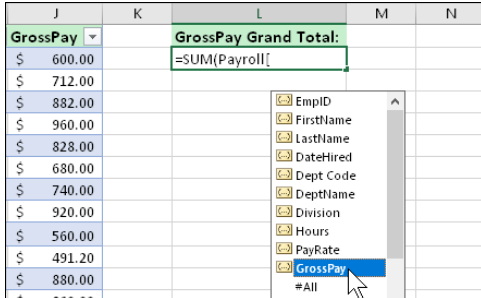 J K L M N
GrossPay GrossPay Grand Total:
$ 600.00 =SUM(Payroll[
$ 712.00
$ 882.00 EmpID
$ 960.00 FirstName
$ 828.00 LastName
$ 680.00 DateHired
$ 740.00 Dept Code
$ 920.00 DeptName
$ 560.00 Division
$ 491.20 Hours
$ 880.00 PayRate
GrossPay
#All